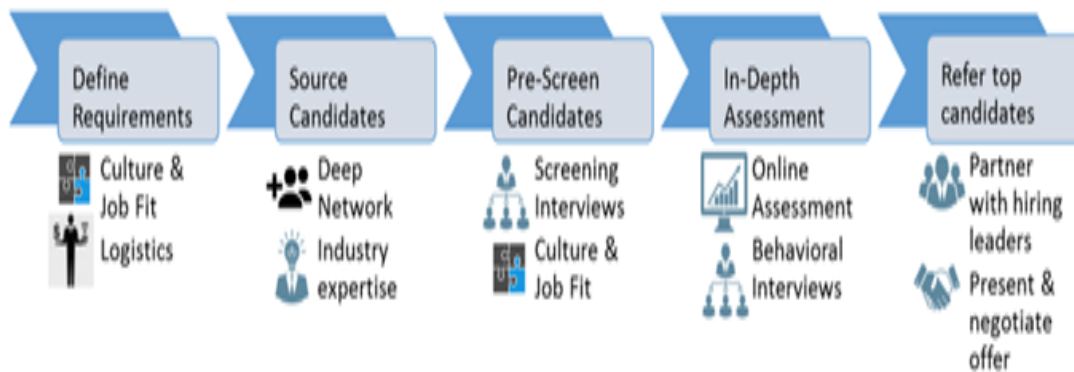 Define
Requirements
Culture &
Job Fit
Logistics
Source
Candidates
Deep
Network
Industry
expertise
Pre-Screen
Candidates
Screening
Interviews
Culture &
Job Fit
In-Depth
Assessment
Online
Assessment
Behavioral
Interviews
Refer top
candidates
Partner
with hiring
leaders
Present &
negotiate
offer